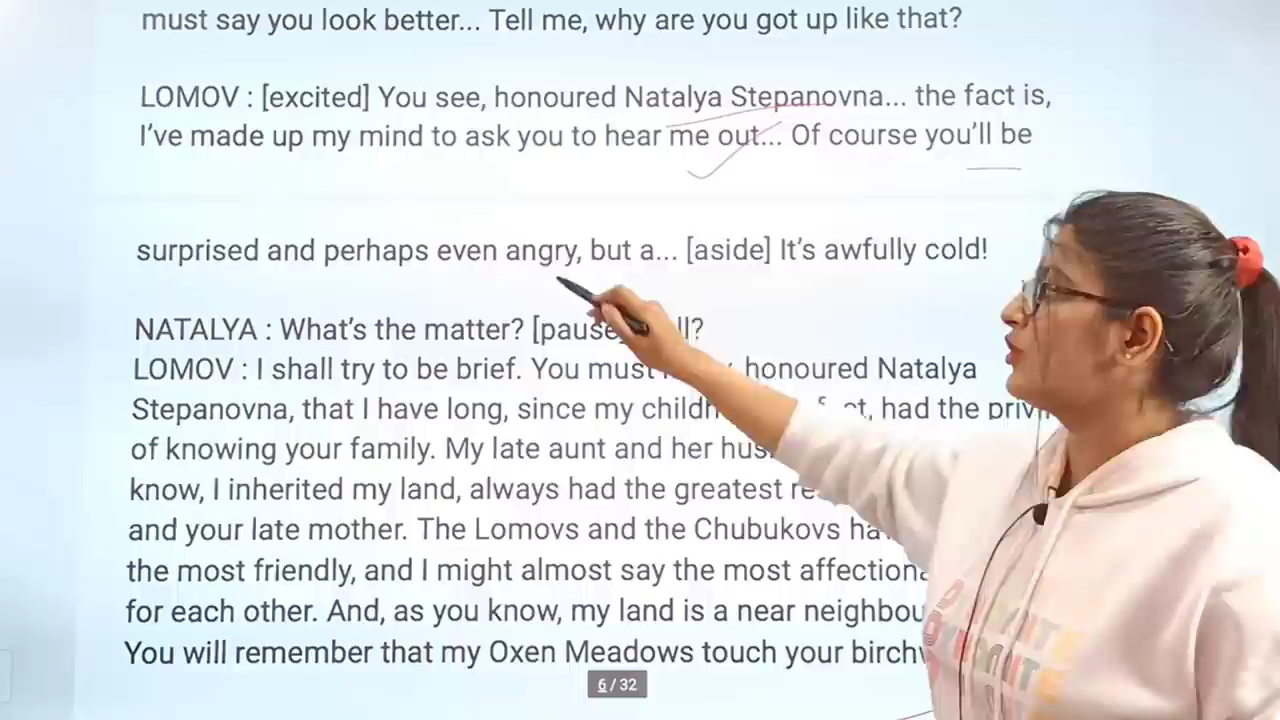 must say you look better... Tell me, why are you got up like that?
LOMOV : [excited] You see, honoured Natalya Stepanovna... the fact is,
I've made up my mind to ask you to hear me out... Of course you'll be
surprised and perhaps even angry, but a... [aside] It's awfully cold!
NATALYA : What's the matter? [pause]
LOMOV : I shall try to be brief. You must honoured Natalya
Stepanovna, that I have long, since my had the
of knowing your family. My late aunt and her
know, I inherited my land, always had the greatest
and your late mother. The Lomovs and the Chubukovs
the most friendly, and I might almost say the most
for each other. And, as you know, my land is a near
You will remember that my Oxen Meadows touch your
6 / 32